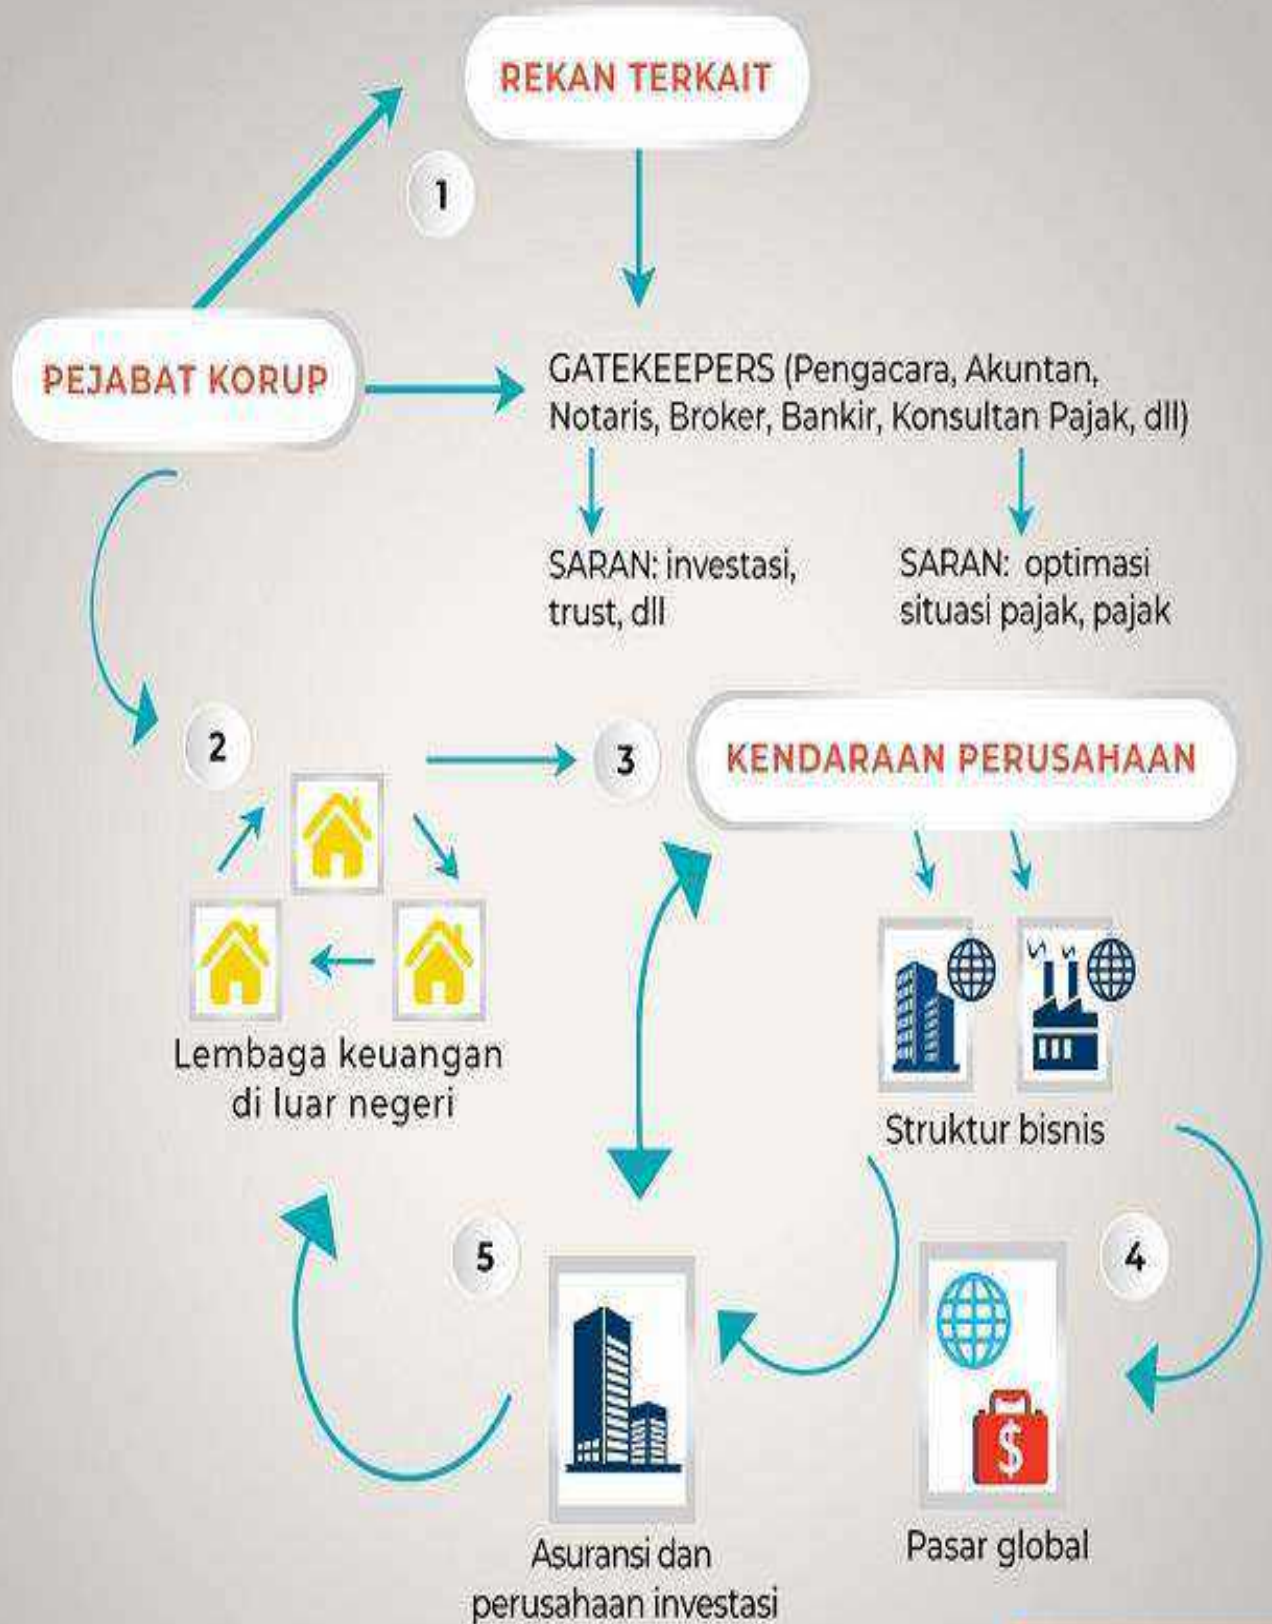 REKAN TERKAIT
1
PEJABAT KORUP
GATEKEEPERS (Pengacara, Akuntan,
Notaris, Broker, Bankir, Konsultan Pajak, dll)
SARAN: investasi,
trust, dll
SARAN: optimasi
situasi pajak, pajak
2
3
KENDARAAN PERUSAHAAN
Lembaga keuangan
di luar negeri
Struktur bisnis
5
4
$
Asuransi dan
perusahaan investasi
Pasar global